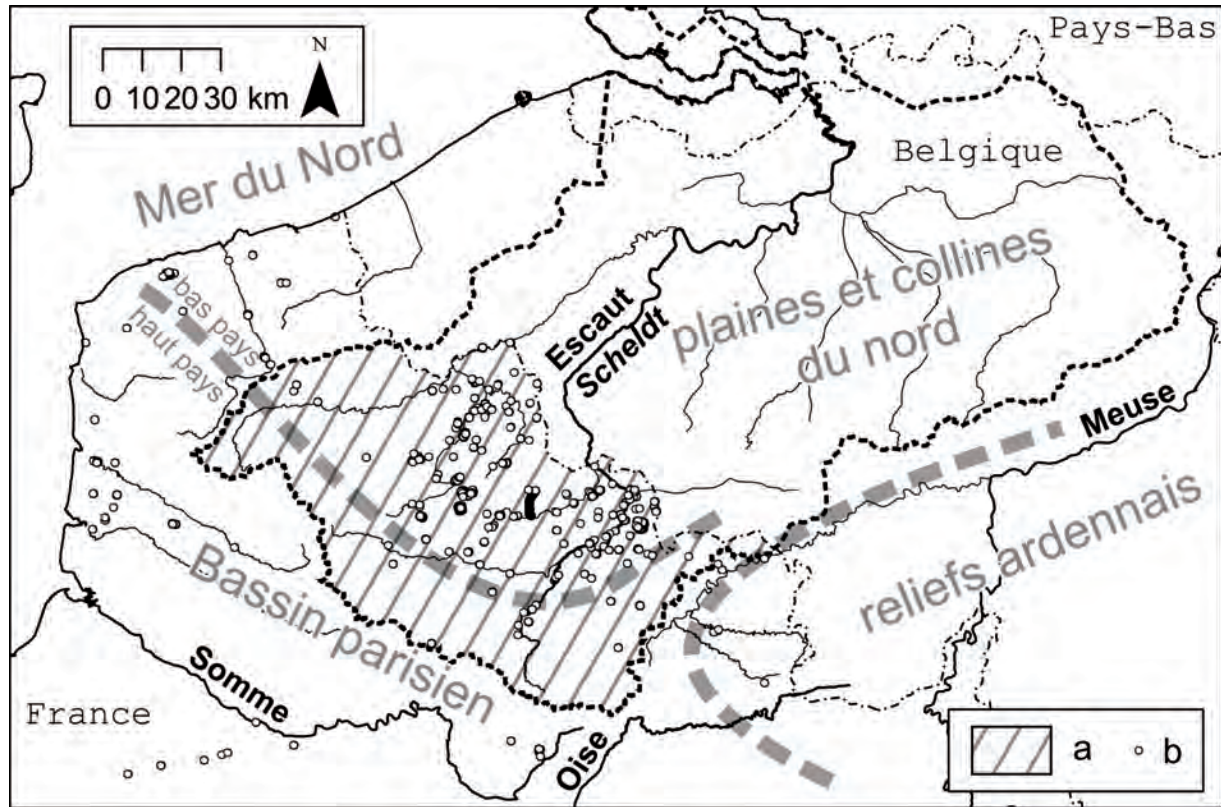 N
0 10 20 30 km
Pays-Bas
Belgique
Mer du Nord
bas pays
haut pays
Escaut
Scheldt
plaines et collines
du nord
Meuse
reliefs ardennais
Bassin parisien
Somme
France
Oise
a
b